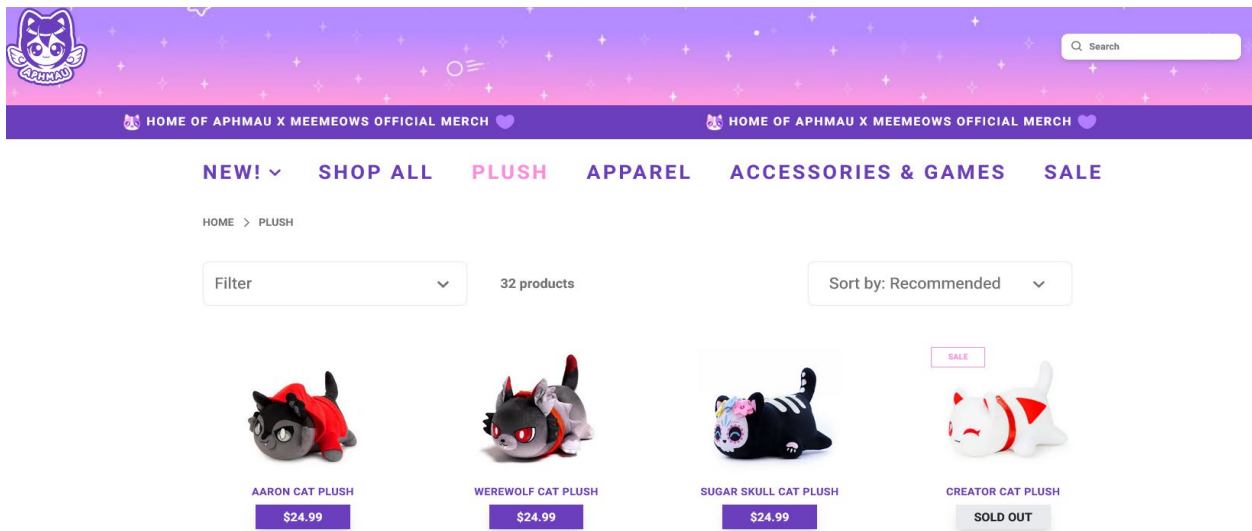 APHMAU
Search
HOME OF APHMAU X MEEMEOWS OFFICIAL MERCH
HOME OF APHMAU X MEEMEOWS OFFICIAL MERCH
NEW! SHOP ALL PLUSH APPAREL ACCESSORIES & GAMES SALE
HOME > PLUSH
Filter 32 products Sort by: Recommended
SALE
AARON CAT PLUSH WEREWOLF CAT PLUSH SUGAR SKULL CAT PLUSH CREATOR CAT PLUSH
$24.99 $24.99 $24.99 SOLD OUT